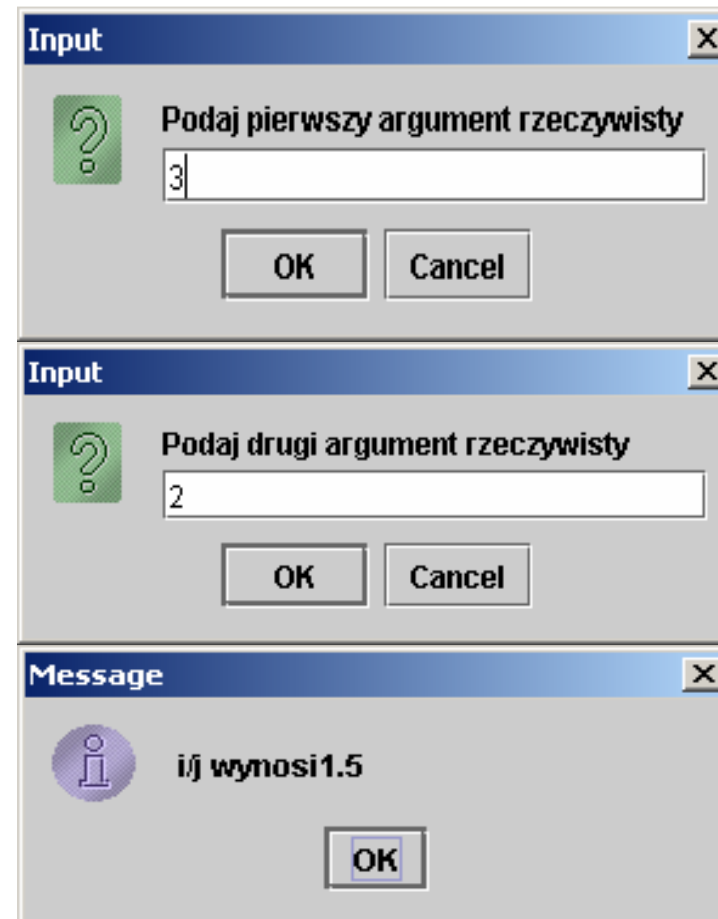 Input
Podaj pierwszy argument rzeczywisty
3
OK Cancel
Input
Podaj drugi argument rzeczywisty
2
OK Cancel
Message
i/j wynosi1.5
OK